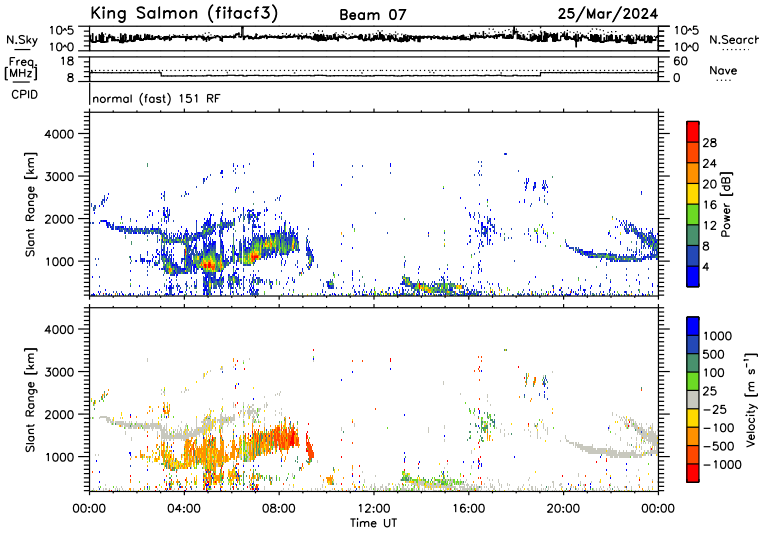 King Salmon (fitacf3) Beam 07 25/Mar/2024
N.Sky 10^5 10^0 10^5 10^0 N.Search
Freq. [MHz] 18 8 60 0 Nave
CPID normal (fast) 151 RF
Slant Range [km] 4000 3000 2000 1000
28 24 20 16 12 8 4 Power [dB]
Slant Range [km] 4000 3000 2000 1000
1000 500 100 25 −25 −100 −500 −1000 Velocity [m s⁻¹]
00:00 04:00 08:00 12:00 16:00 20:00 00:00
Time UT